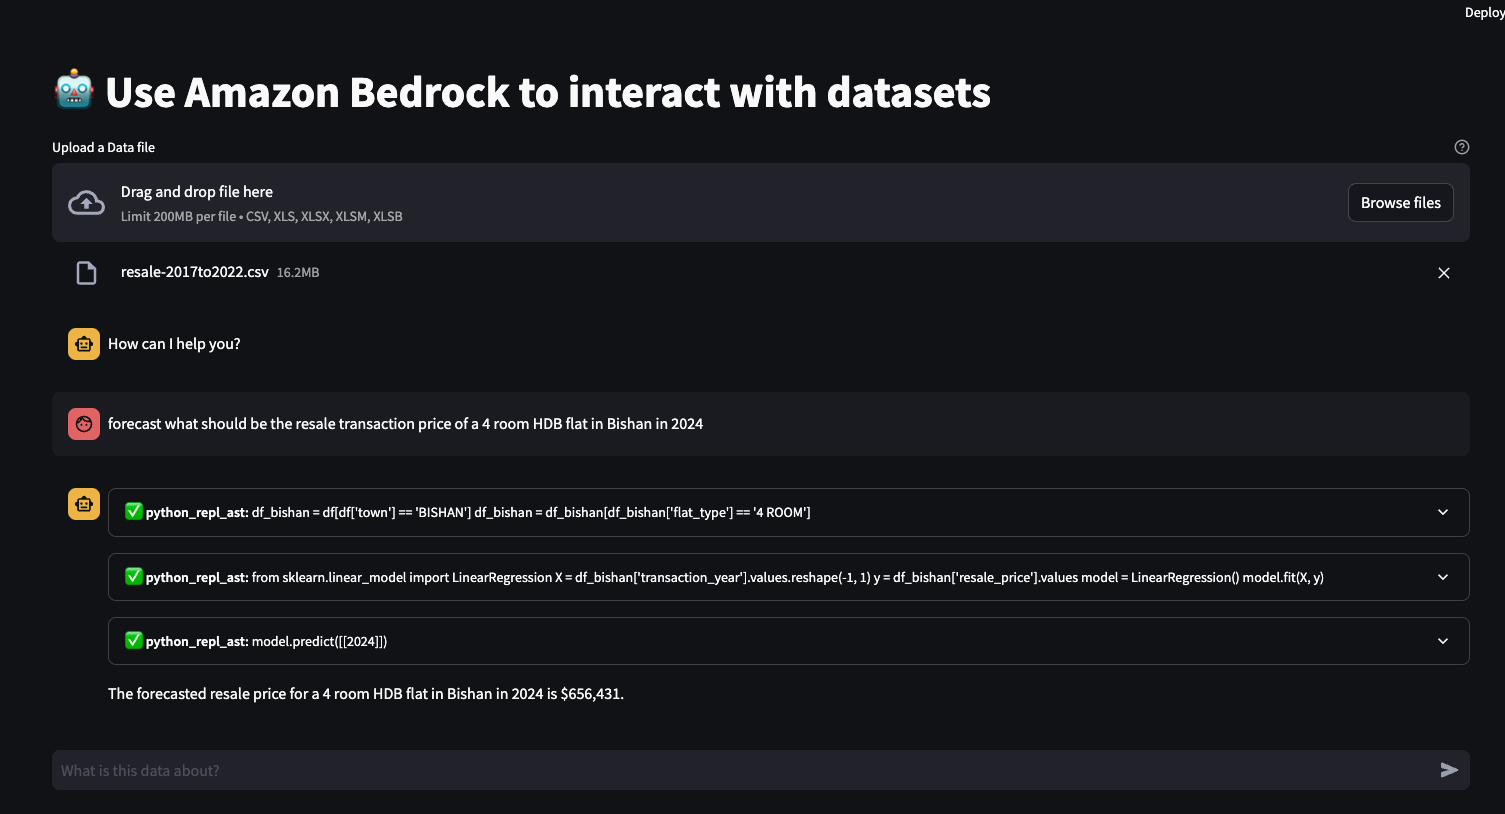 Deploy
Use Amazon Bedrock to interact with datasets
Upload a Data file
Drag and drop file here
Limit 200MB per file • CSV, XLS, XLSX, XLSM, XLSB
Browse files
resale-2017to2022.csv 16.2MB
How can I help you?
forecast what should be the resale transaction price of a 4 room HDB flat in Bishan in 2024
python_repl_ast: df_bishan = df[df['town'] == 'BISHAN'] df_bishan = df_bishan[df_bishan['flat_type'] == '4 ROOM']
python_repl_ast: from sklearn.linear_model import LinearRegression X = df_bishan['transaction_year'].values.reshape(-1, 1) y = df_bishan['resale_price'].values model = LinearRegression() model.fit(X, y)
python_repl_ast: model.predict([[2024]])
The forecasted resale price for a 4 room HDB flat in Bishan in 2024 is $656,431.
What is this data about?